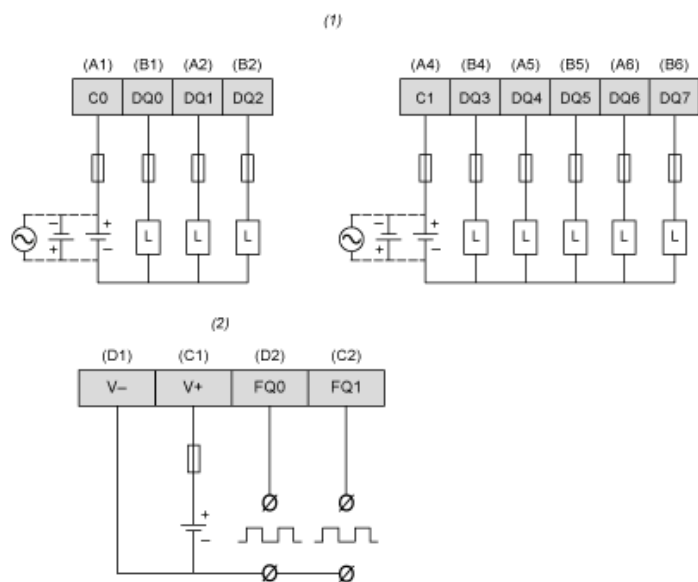 (1)
(A1) (B1) (A2) (B2)
C0 DQ0 DQ1 DQ2
L L L
(A4) (B4) (A5) (B5) (A6) (B6)
C1 DQ3 DQ4 DQ5 DQ6 DQ7
L L L L L
(2)
(D1) (C1) (D2) (C2)
V– V+ FQ0 FQ1